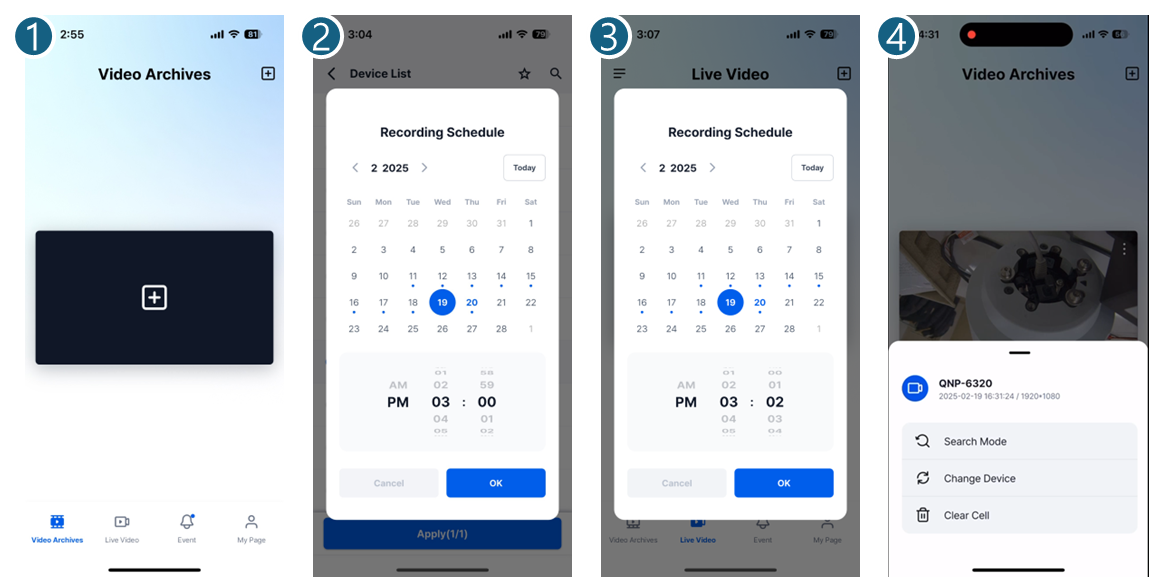 1
2:55
81
Video Archives
Video Archives
Live Video
Event
My Page
2
3:04
79
Device List
Recording Schedule
2 2025
Today
Sun Mon Tue Wed Thu Fri Sat
26 27 28 29 30 31 1
2 3 4 5 6 7 8
9 10 11 12 13 14 15
16 17 18 19 20 21 22
23 24 25 26 27 28 1
01 58
AM 02 59
PM 03 : 00
04 01
05 02
Cancel
OK
Apply(1/1)
3
3:07
79
Live Video
Recording Schedule
2 2025
Today
Sun Mon Tue Wed Thu Fri Sat
26 27 28 29 30 31 1
2 3 4 5 6 7 8
9 10 11 12 13 14 15
16 17 18 19 20 21 22
23 24 25 26 27 28 1
01 00
AM 02 01
PM 03 : 02
04 03
05 04
Cancel
OK
Video Archives
Live Video
Event
My Page
4
4:31
Video Archives
QNP-6320
2025-02-19 16:31:24 / 1920*1080
Search Mode
Change Device
Clear Cell